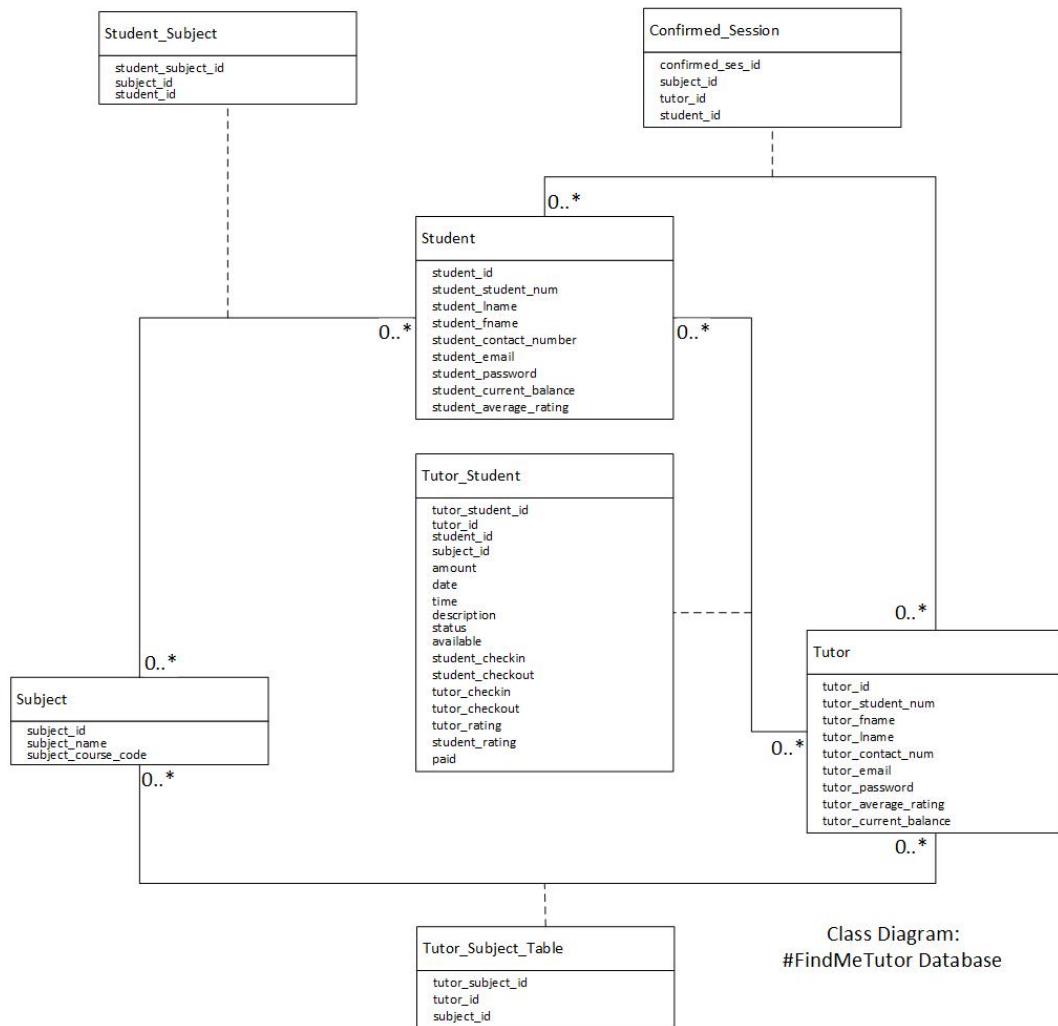 Student_Subject
student_subject_id
subject_id
student_id
Confirmed_Session
confirmed_ses_id
subject_id
tutor_id
student_id
0..*
Student
student_id
student_student_num
student_lname
student_fname
student_contact_number
student_email
student_password
student_current_balance
student_average_rating
0..*
0..*
Tutor_Student
tutor_student_id
tutor_id
student_id
subject_id
amount
date
time
description
status
available
student_checkin
student_checkout
tutor_checkin
tutor_checkout
tutor_rating
student_rating
paid
0..*
Subject
subject_id
subject_name
subject_course_code
0..*
0..*
Tutor
tutor_id
tutor_student_num
tutor_fname
tutor_lname
tutor_contact_num
tutor_email
tutor_password
tutor_average_rating
tutor_current_balance
0..*
0..*
Tutor_Subject_Table
tutor_subject_id
tutor_id
subject_id
Class Diagram:
#FindMeTutor Database